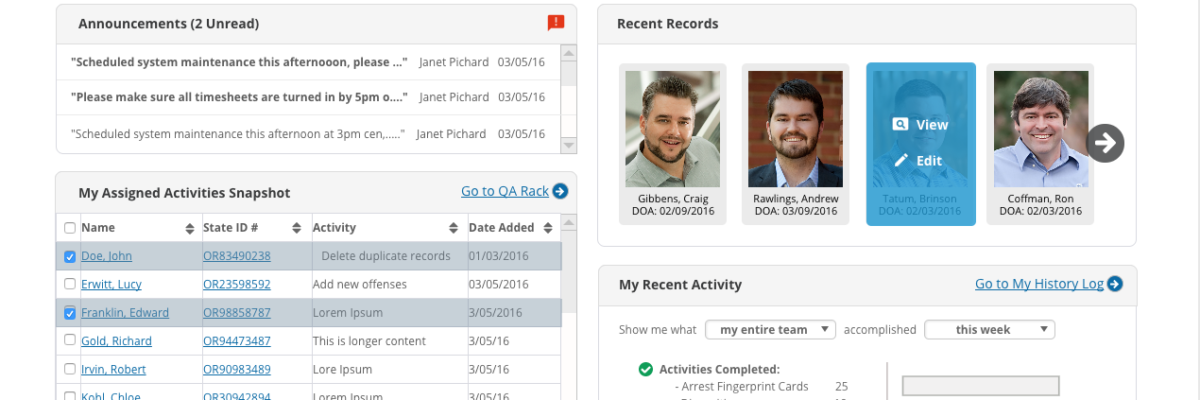 Announcements (2 Unread)
"Scheduled system maintenance this afternooon, please ..." Janet Pichard 03/05/16
"Please make sure all timesheets are turned in by 5pm o...." Janet Pichard 03/05/16
"Scheduled system maintenance this afternoon at 3pm cen,....." Janet Pichard 03/05/16
My Assigned Activities Snapshot Go to QA Rack
Name State ID # Activity Date Added
Doe, John OR83490238 Delete duplicate records 01/03/2016
Erwitt, Lucy OR23598592 Add new offenses 03/05/2016
Franklin, Edward OR98858787 Lorem Ipsum 3/05/2016
Gold, Richard OR94473487 This is longer content 3/05/16
Irvin, Robert OR90983489 Lore Ipsum 3/05/16
Kohl, Chloe OR30942894 Lorem Ipsum 3/05/16
Recent Records
Gibbens, Craig
DOA: 02/09/2016
Rawlings, Andrew
DOA: 03/09/2016
View
Edit
Tatum, Brinson
DOA: 02/03/2016
Coffman, Ron
DOA: 02/03/2016
My Recent Activity Go to My History Log
Show me what my entire team accomplished this week
Activities Completed:
- Arrest Fingerprint Cards 25